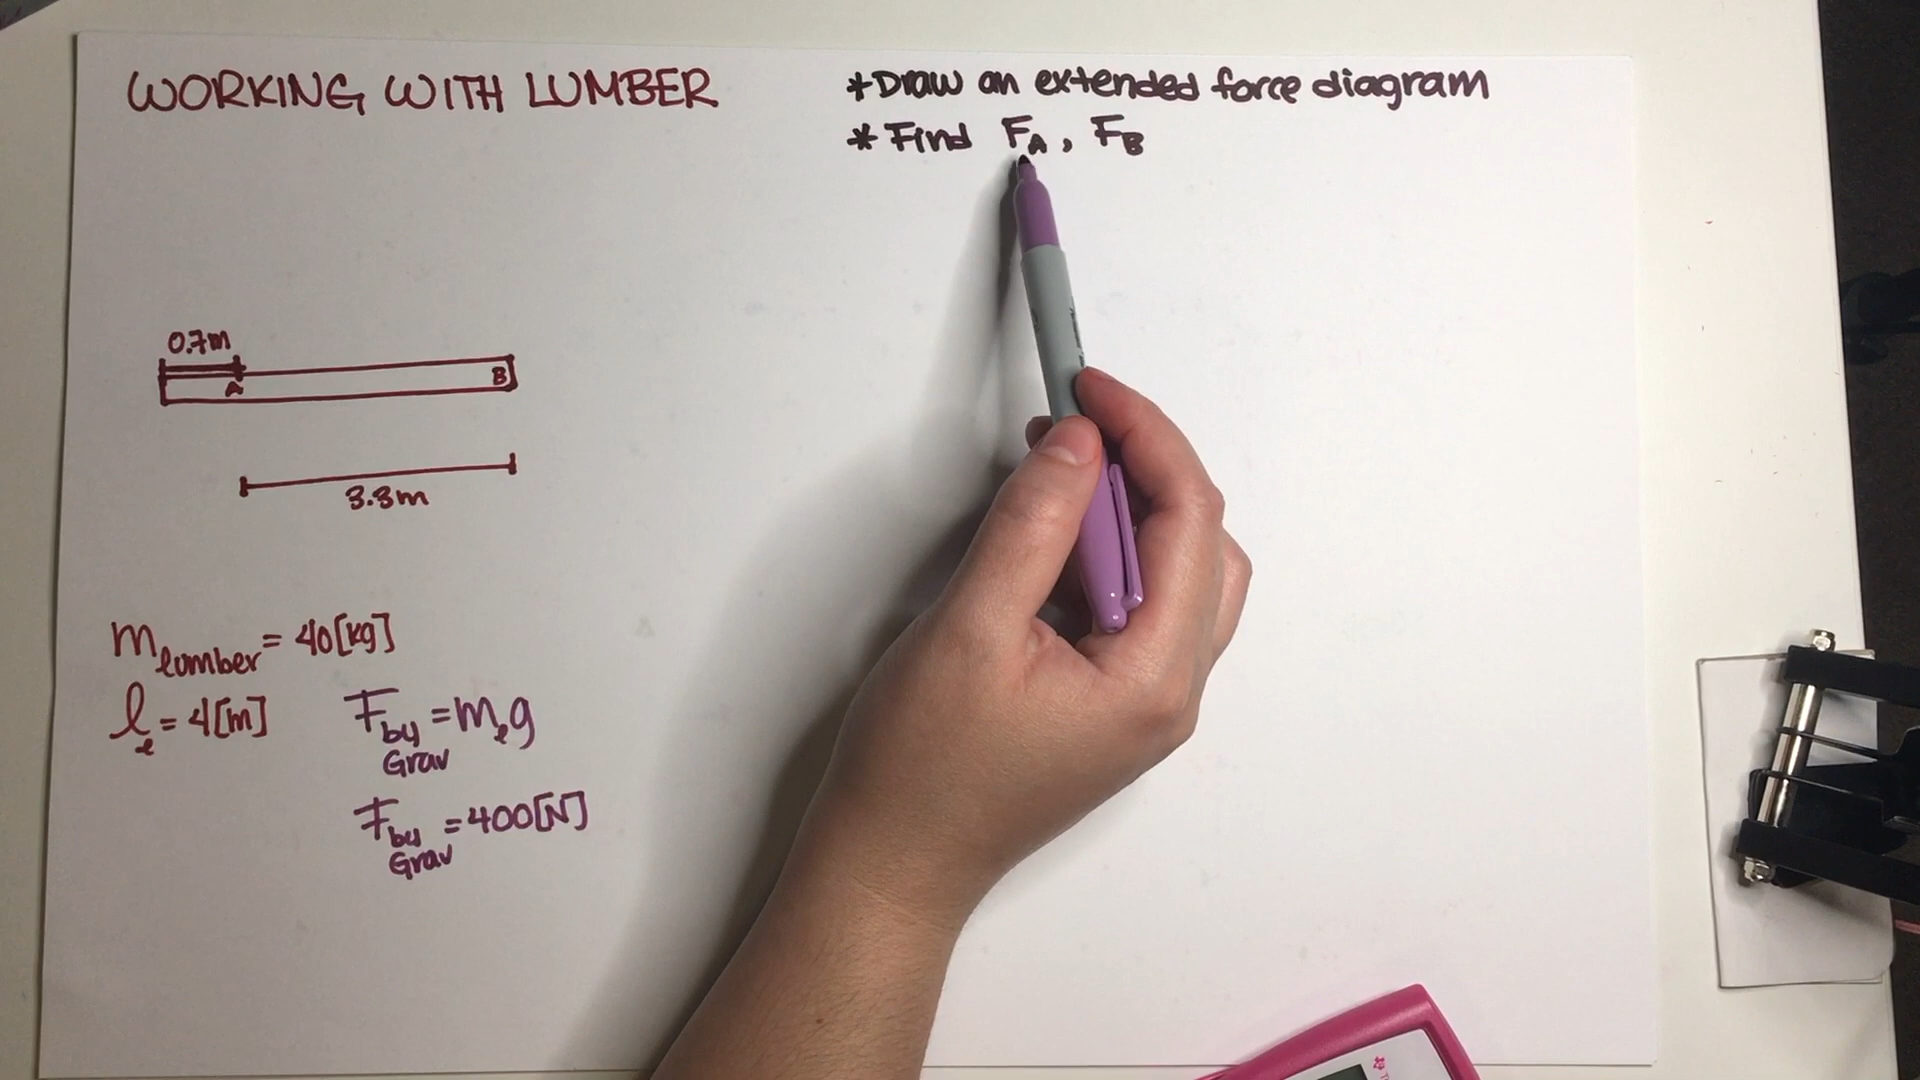 WORKING WITH LUMBER
*Draw an extended force diagram
* Find F_A, F_B
0.7m
A
B
3.3m
m_lumber = 40[kg]
l_l = 4[m]
F_by Grav = m_l g
F_by Grav = 400[N]